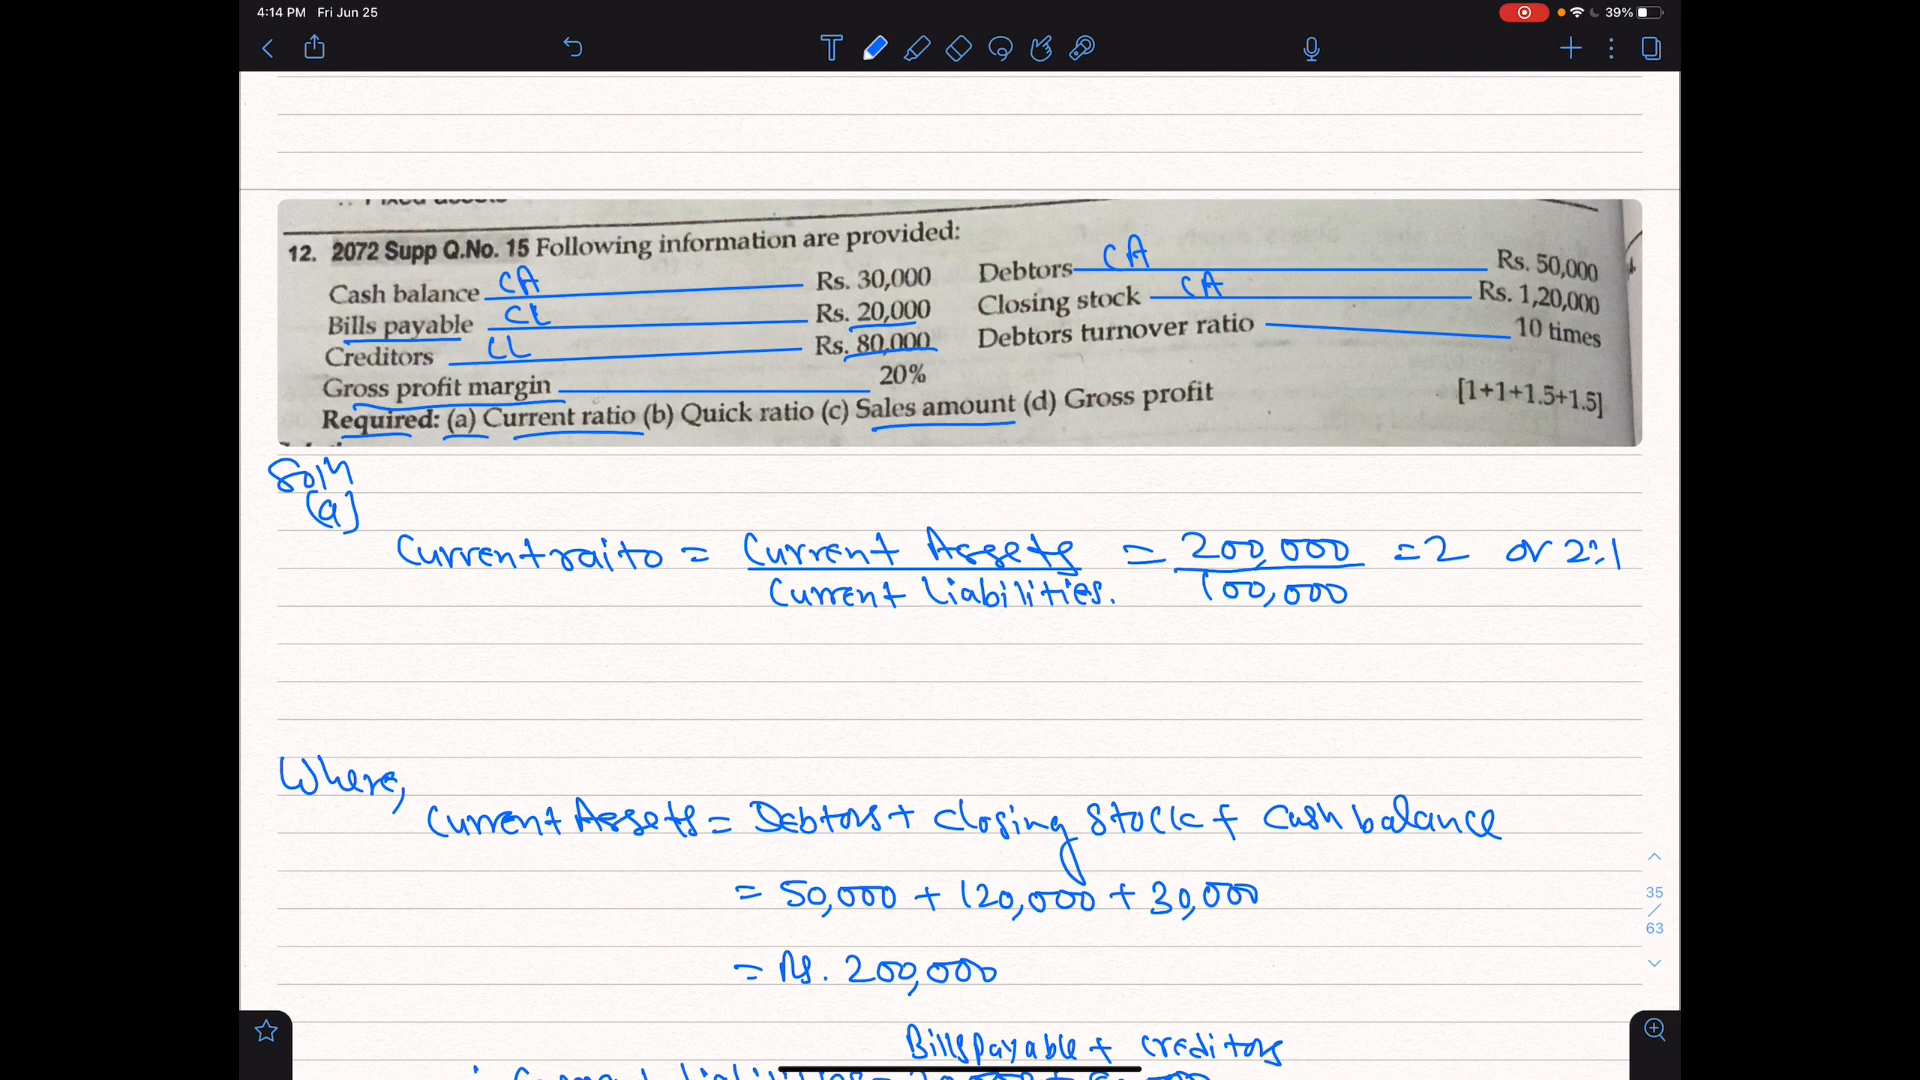 4:14 PM Fri Jun 25
39%
12. 2072 Supp Q.No. 15 Following information are provided:
Cash balance CA Rs. 30,000 Debtors CA Rs. 50,000
Bills payable CL Rs. 20,000 Closing stock CA Rs. 1,20,000
Creditors CL Rs. 80,000 Debtors turnover ratio 10 times
Gross profit margin 20%
Required: (a) Current ratio (b) Quick ratio (c) Sales amount (d) Gross profit [1+1+1.5+1.5]
Soln
(a)
Current raito = Current Assets = 200,000 = 2 or 2:1
Current Liabilities. 100,000
Where,
Current Assets = Debtors + Closing Stock + Cash balance
= 50,000 + 120,000 + 30,000
= Rs. 200,000
Bills payable + creditors
35
/
63